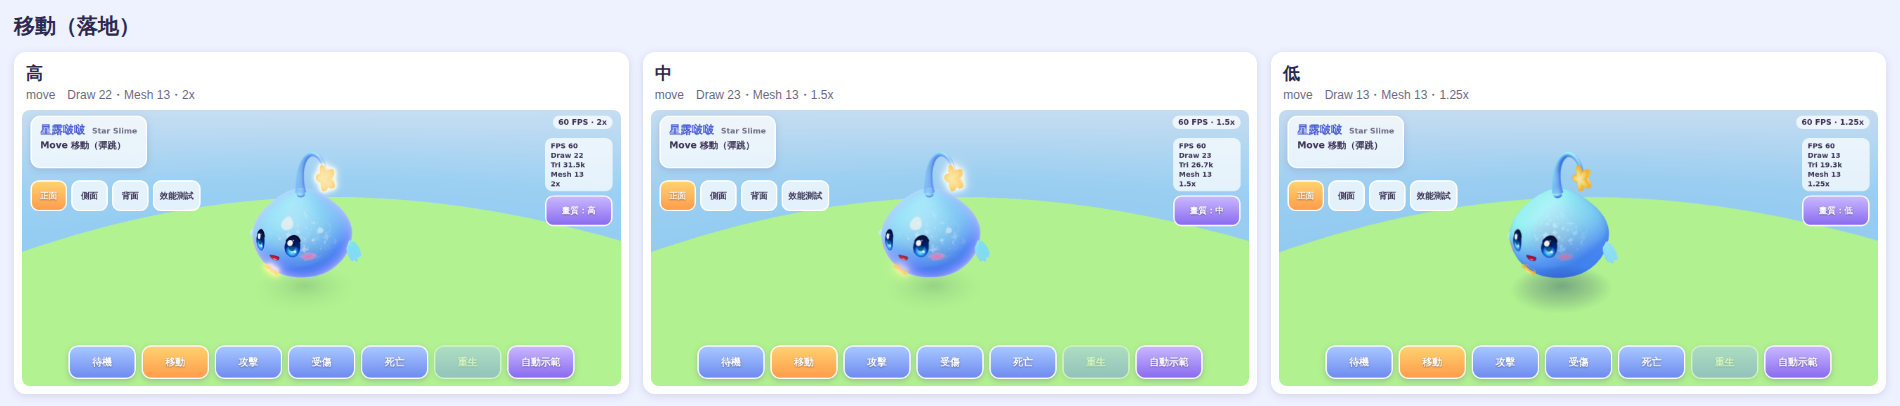 移動（落地）
高
move Draw 22・Mesh 13・2x
星露啵啵 Star Slime
Move 移動（彈跳）
60 FPS · 2x
FPS 60
Draw 22
Tri 31.5k
Mesh 13
2x
正面 側面 背面 效能測試
畫質：高
待機 移動 攻擊 受傷 死亡 重生 自動示範
中
move Draw 23・Mesh 13・1.5x
星露啵啵 Star Slime
Move 移動（彈跳）
60 FPS · 1.5x
FPS 60
Draw 23
Tri 26.7k
Mesh 13
1.5x
正面 側面 背面 效能測試
畫質：中
待機 移動 攻擊 受傷 死亡 重生 自動示範
低
move Draw 13・Mesh 13・1.25x
星露啵啵 Star Slime
Move 移動（彈跳）
60 FPS · 1.25x
FPS 60
Draw 13
Tri 19.3k
Mesh 13
1.25x
正面 側面 背面 效能測試
畫質：低
待機 移動 攻擊 受傷 死亡 重生 自動示範